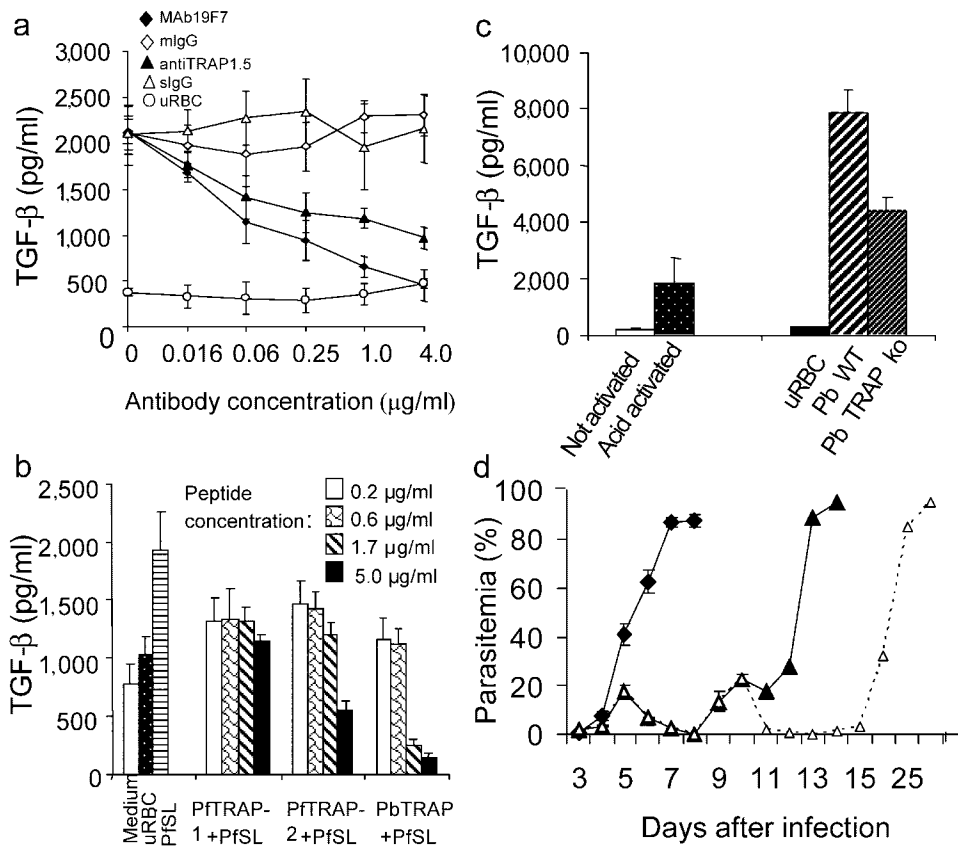 a
MAb19F7
mIgG
antiTRAP1.5
sIgG
uRBC
TGF-β (pg/ml)
3,000
2,500
2,000
1,500
1,000
500
0
0 0.016 0.06 0.25 1.0 4.0
Antibody concentration (μg/ml)
c
TGF-β (pg/ml)
10,000
8,000
6,000
4,000
2,000
0
Not activated
Acid activated
uRBC
Pb WT
Pb TRAP ko
b
TGF-β (pg/ml)
2,500
2,000
1,500
1,000
500
0
Peptide
concentration:
0.2 µg/ml
0.6 µg/ml
1.7 µg/ml
5.0 µg/ml
Medium
uRBC
PfSL
PfTRAP-
1 +PfSL
PfTRAP-
2+PfSL
PbTRAP
+PfSL
d
Parasitemia (%)
100
80
60
40
20
0
3 5 7 9 11 13 15 25
Days after infection